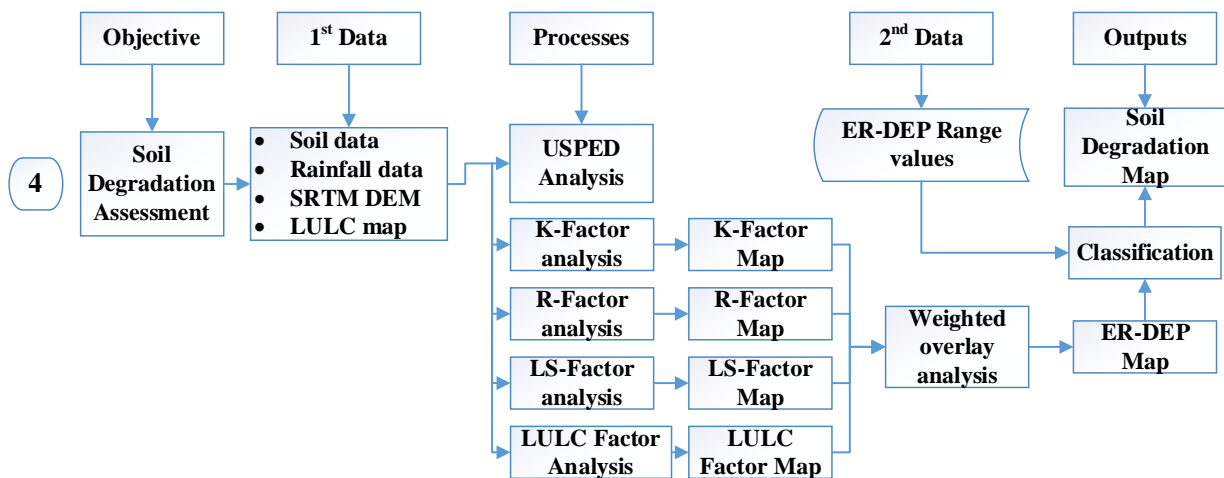 Objective
1st Data
Processes
2nd Data
Outputs
4
Soil
Degradation
Assessment
• Soil data
• Rainfall data
• SRTM DEM
• LULC map
USPED
Analysis
ER-DEP Range
values
Soil
Degradation
Map
K-Factor
analysis
K-Factor
Map
Classification
R-Factor
analysis
R-Factor
Map
Weighted
overlay
analysis
ER-DEP
Map
LS-Factor
analysis
LS-Factor
Map
LULC Factor
Analysis
LULC
Factor Map